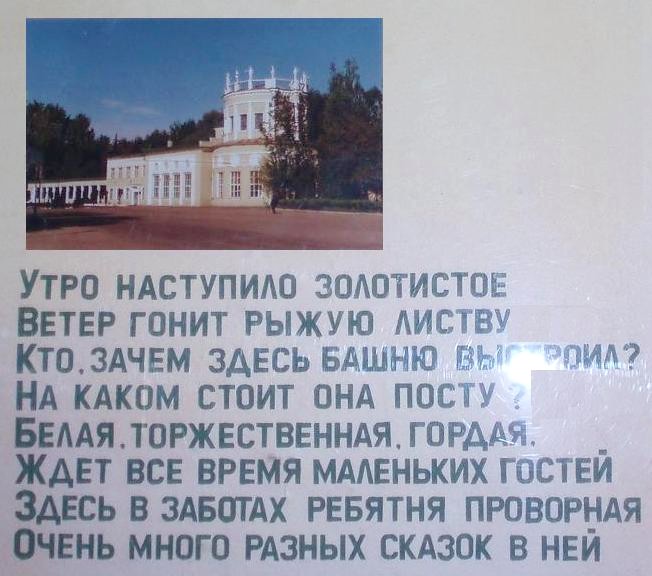 Утро наступило золотистое
Ветер гонит рыжую листву
Кто, зачем здесь башню выстроил?
На каком стоит она посту?
Белая, торжественная, гордая,
Ждет все время маленьких гостей
Здесь в заботах ребятня проворная
Очень много разных сказок в ней